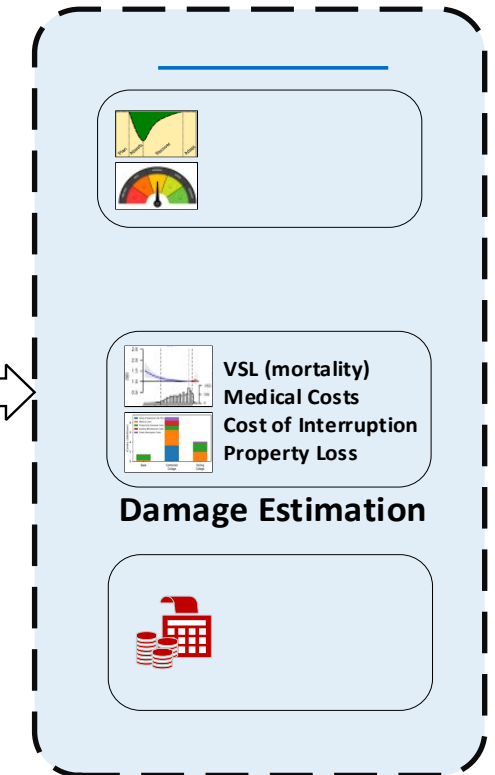 VSL (mortality)
Medical Costs
Cost of Interruption
Property Loss
Damage Estimation